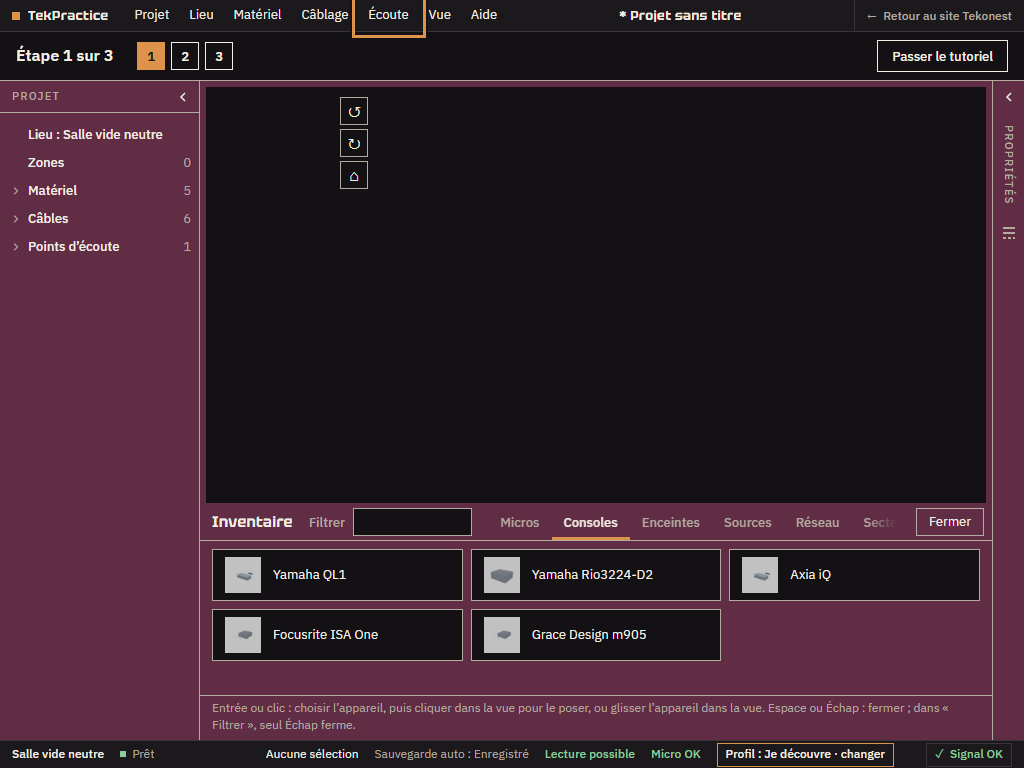 TekPractice Projet Lieu Matériel Câblage Écoute Vue Aide * Projet sans titre ← Retour au site Tekonest
Étape 1 sur 3 1 2 3 Passer le tutoriel
PROJET
Lieu : Salle vide neutre
Zones 0
Matériel 5
Câbles 6
Points d’écoute 1
PROPRIÉTÉS
Inventaire Filtrer Micros Consoles Enceintes Sources Réseau Fermer
Yamaha QL1 Yamaha Rio3224-D2 Axia iQ
Focusrite ISA One Grace Design m905
Entrée ou clic : choisir l’appareil, puis cliquer dans la vue pour le poser, ou glisser l’appareil dans la vue. Espace ou Échap : fermer ; dans «
Filtrer », seul Échap ferme.
Salle vide neutre Prêt Aucune sélection Sauvegarde auto : Enregistré Lecture possible Micro OK Profil : Je découvre · changer ✓ Signal OK